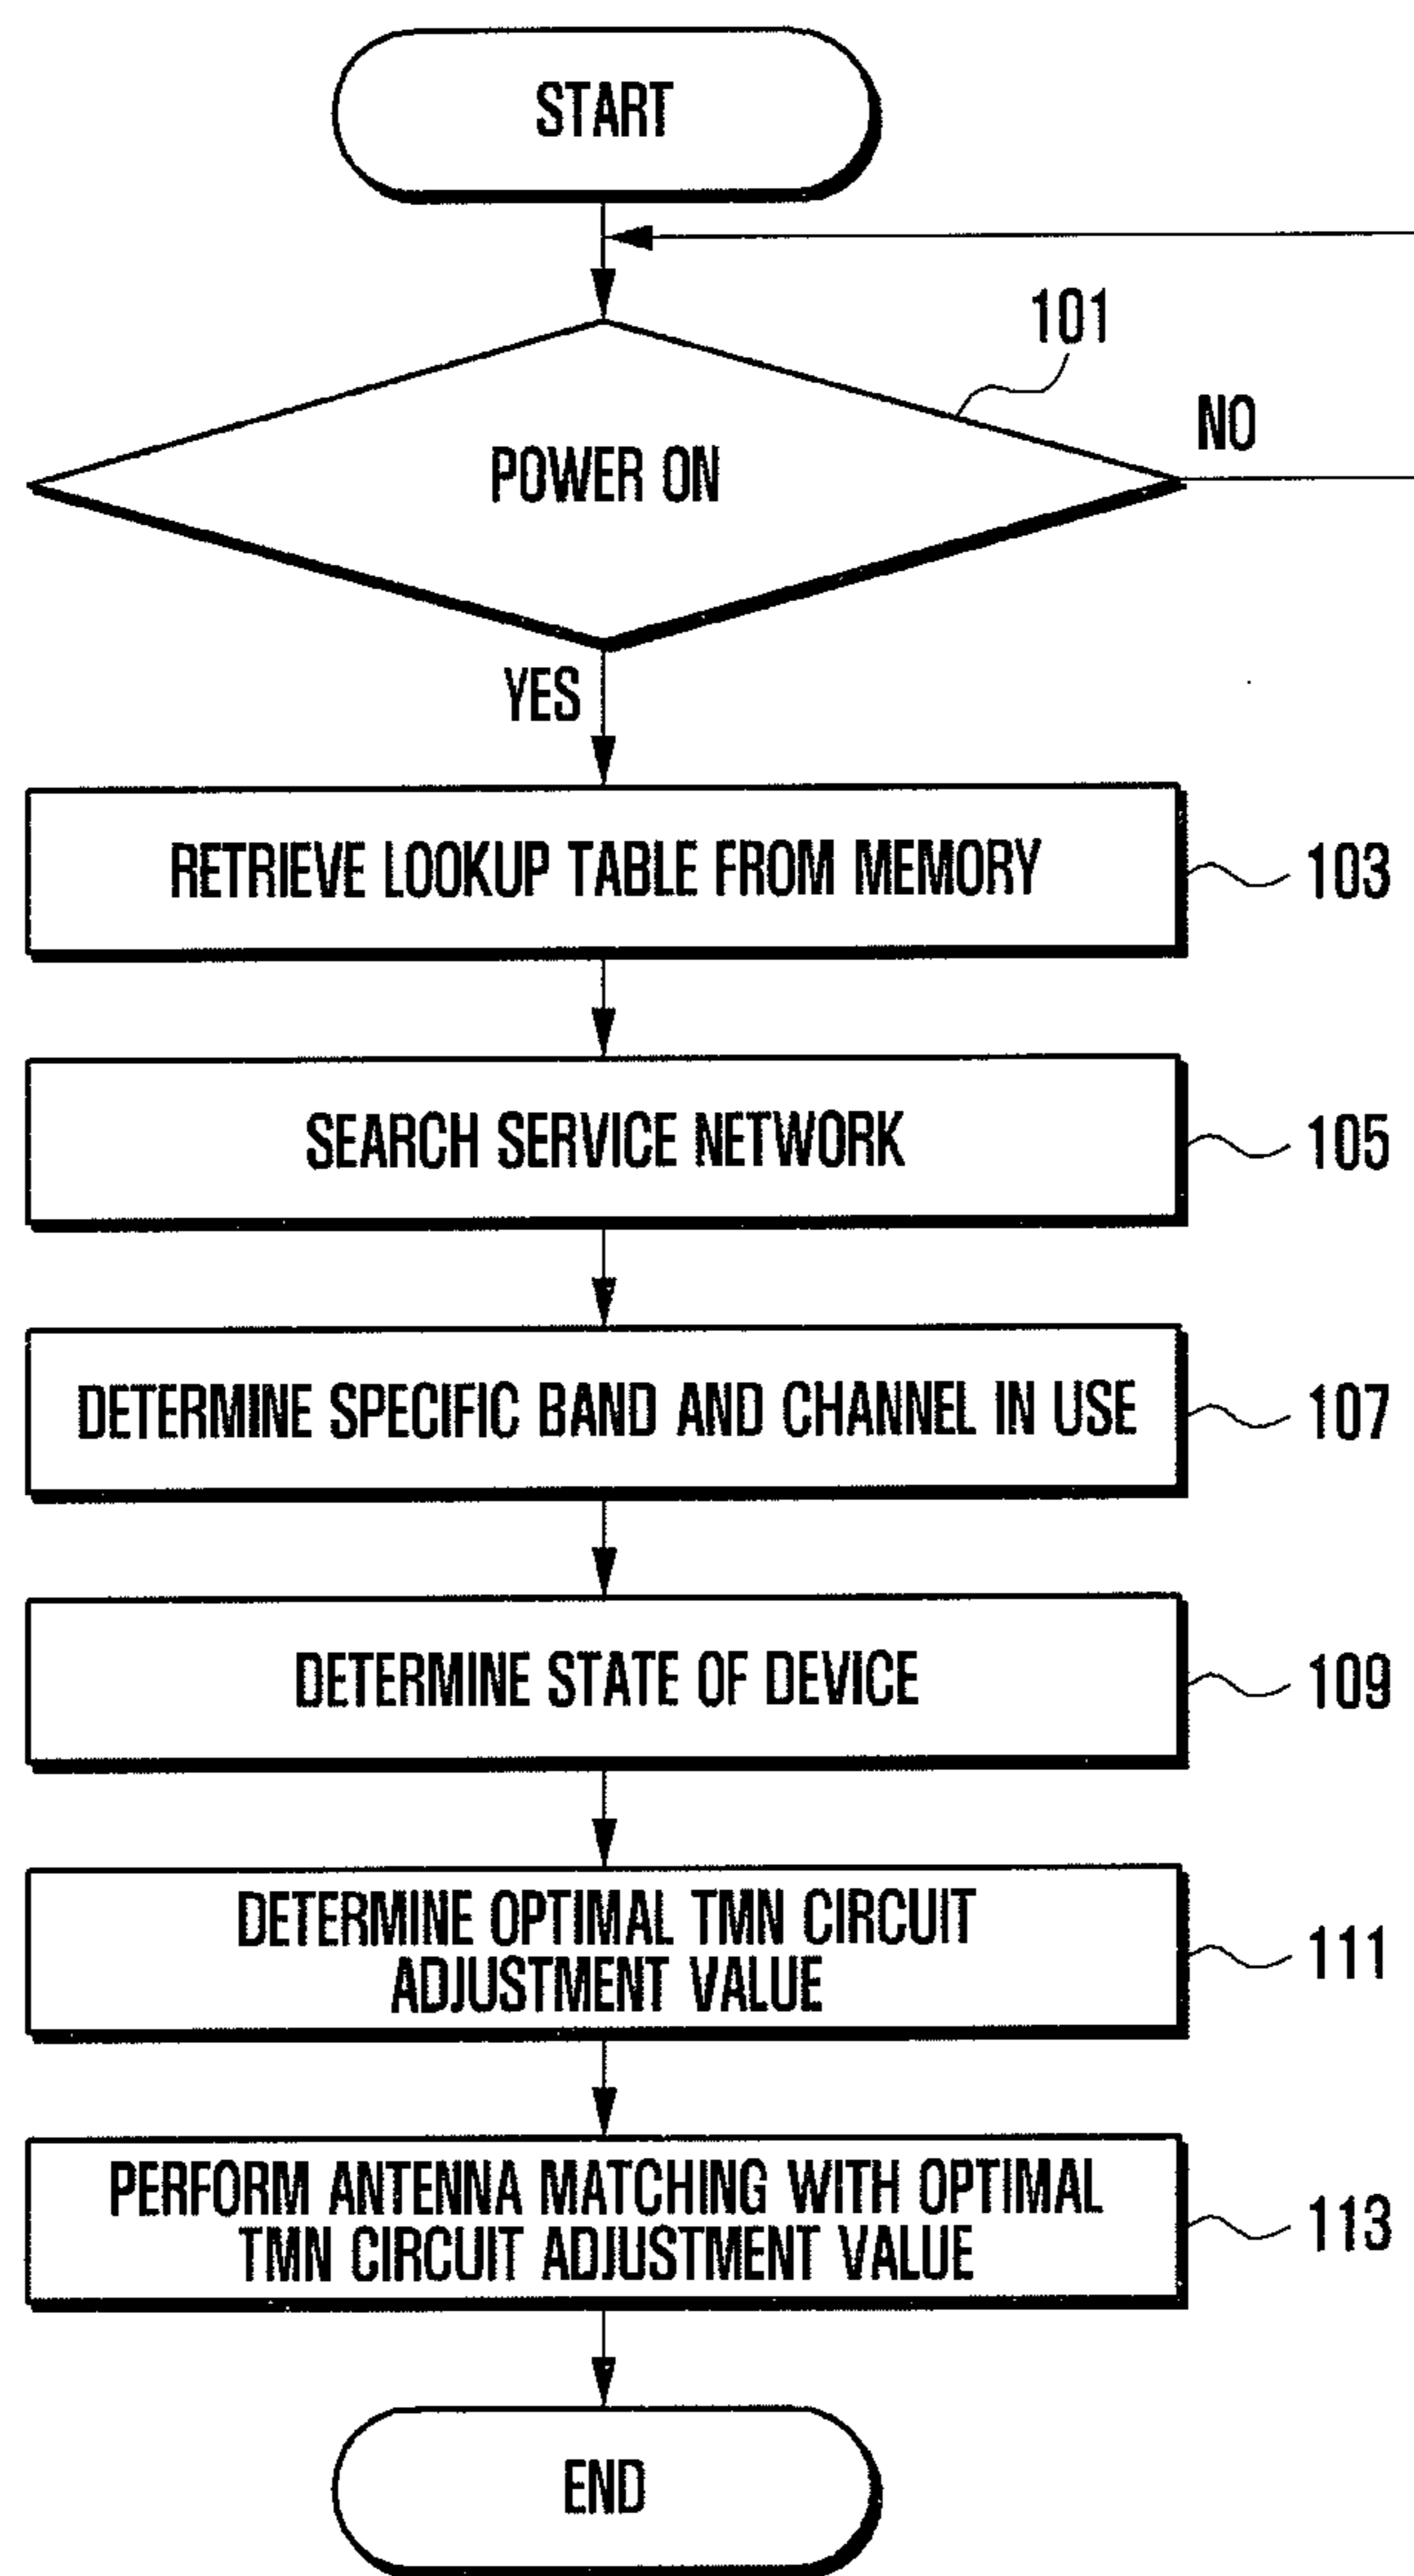 START
101
POWER ON
NO
YES
RETRIEVE LOOKUP TABLE FROM MEMORY
103
SEARCH SERVICE NETWORK
105
DETERMINE SPECIFIC BAND AND CHANNEL IN USE
107
DETERMINE STATE OF DEVICE
109
DETERMINE OPTIMAL TMN CIRCUIT
ADJUSTMENT VALUE
111
PERFORM ANTENNA MATCHING WITH OPTIMAL
TMN CIRCUIT ADJUSTMENT VALUE
113
END